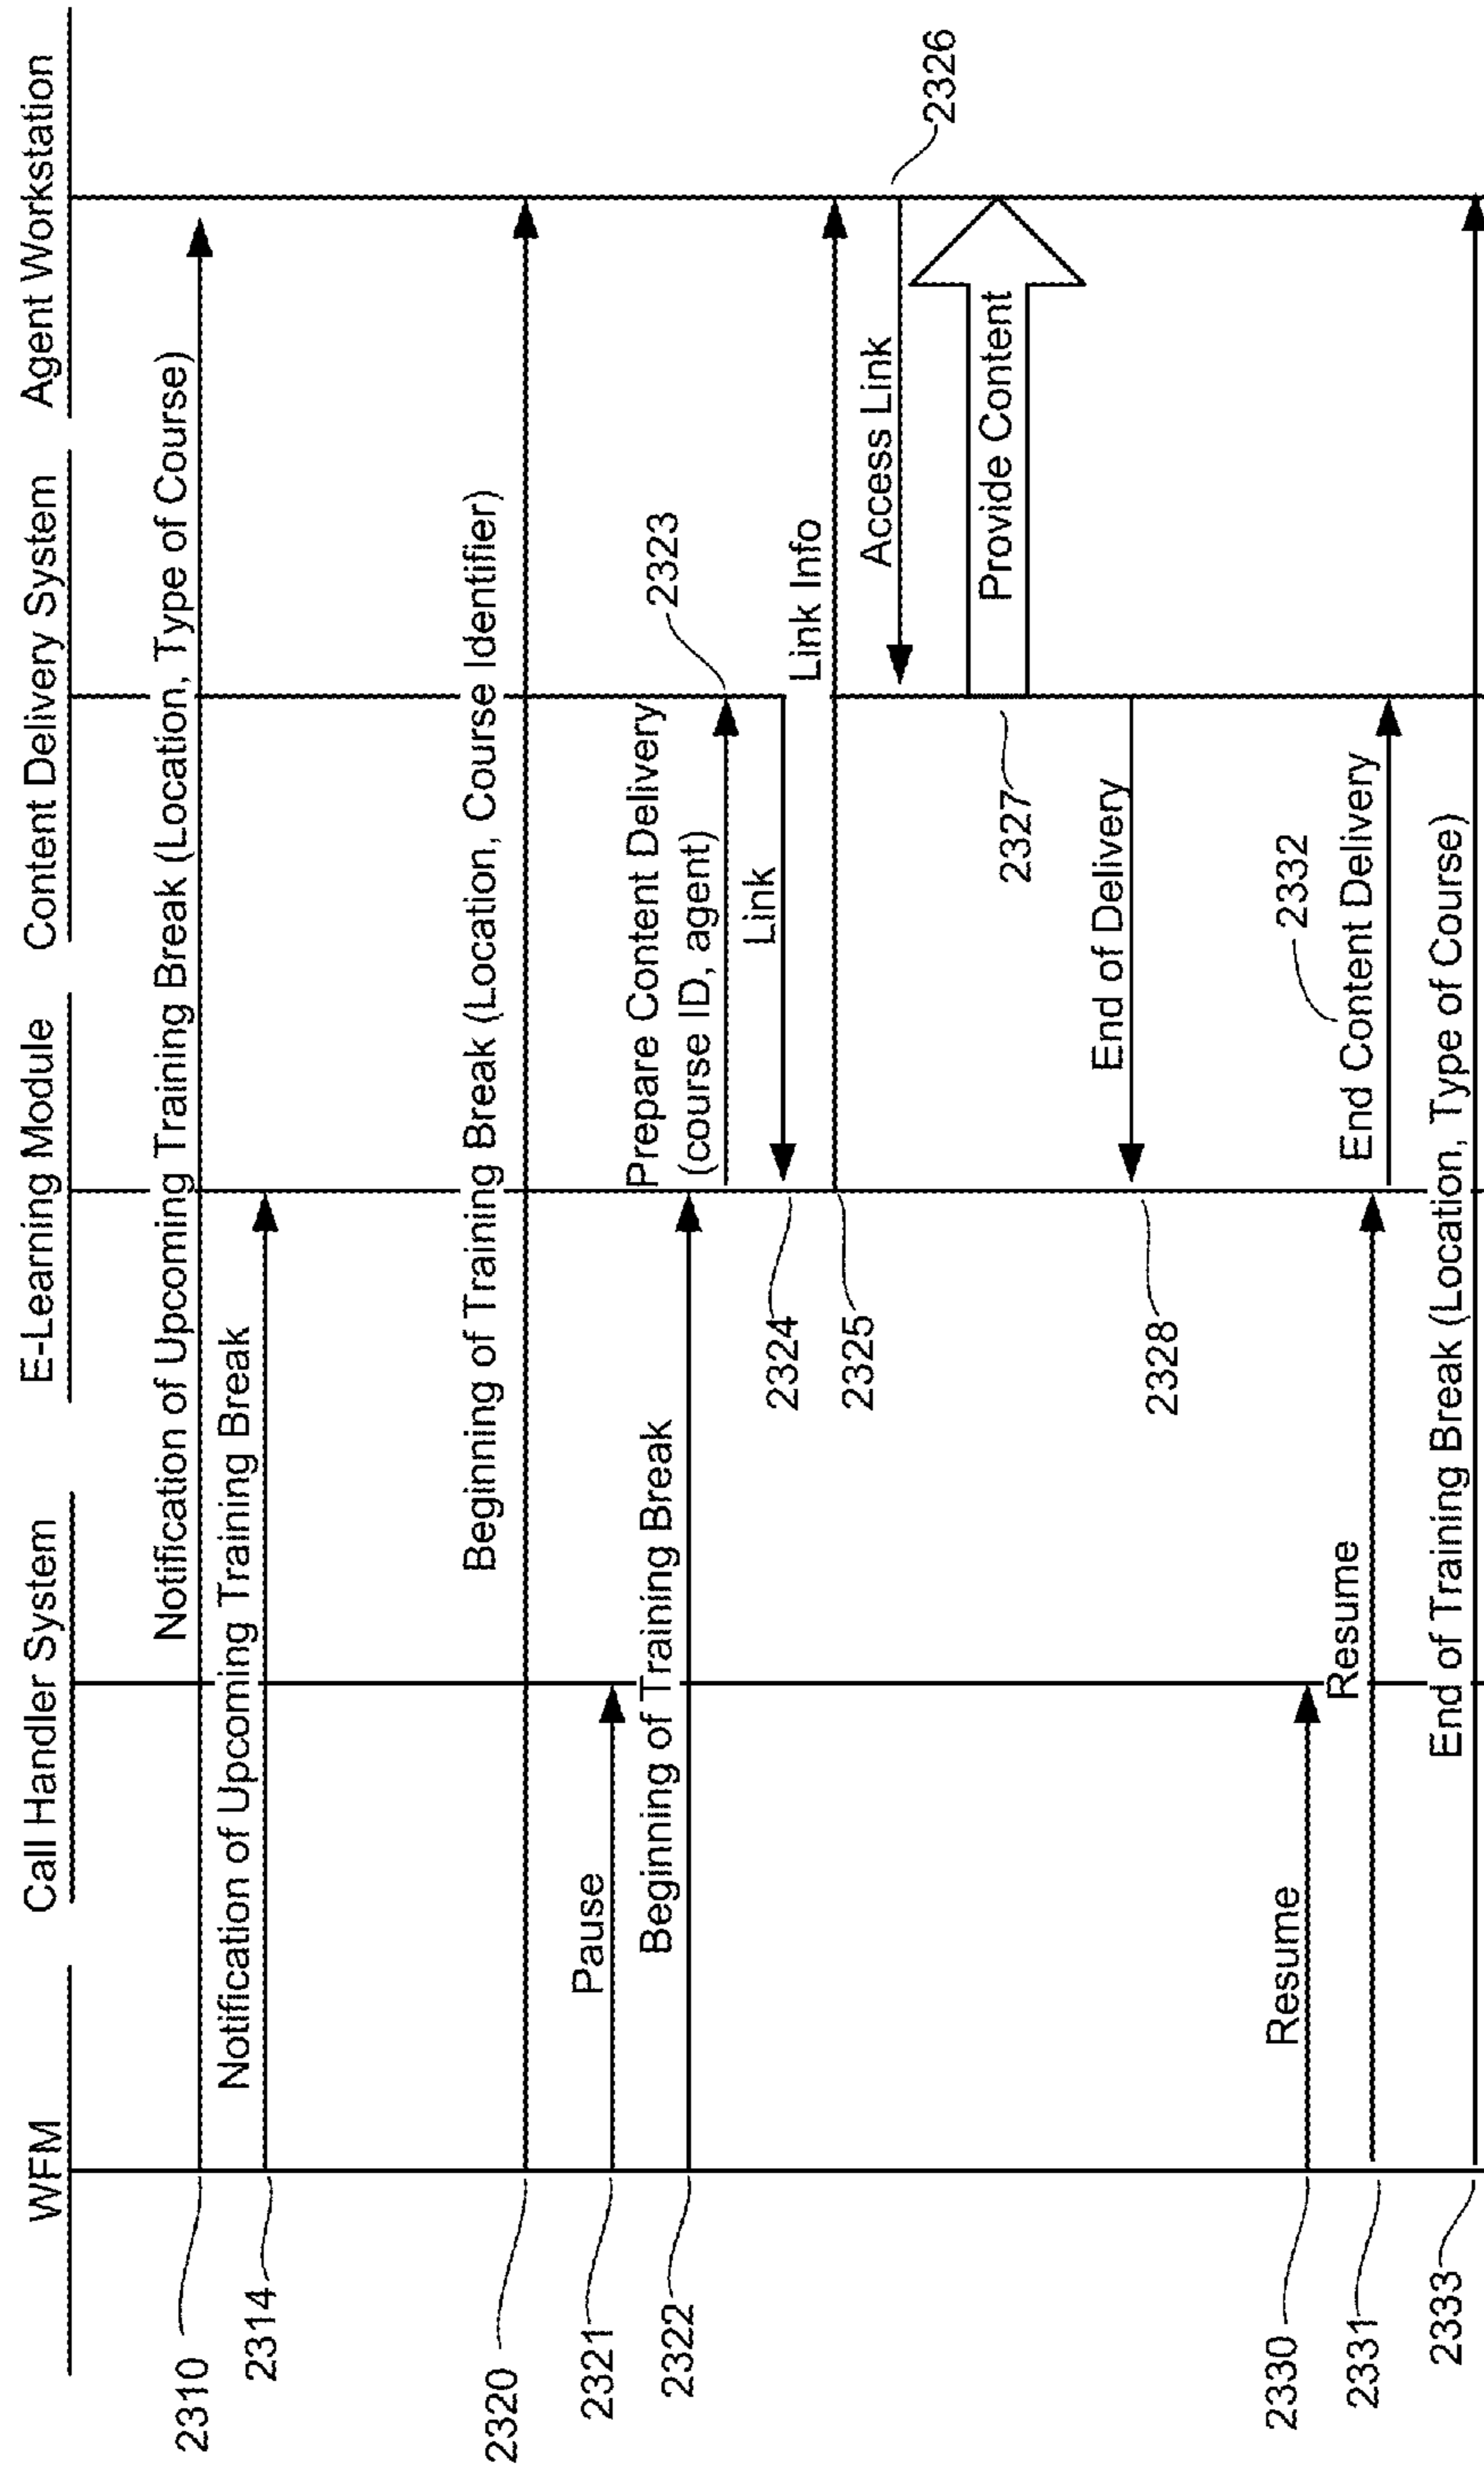 WFM
Call Handler System
E-Learning Module
Content Delivery System
Agent Workstation
2310
Notification of Upcoming Training Break (Location, Type of Course)
2314
Notification of Upcoming Training Break
2320
Beginning of Training Break (Location, Course Identifier)
2321
Pause
2322
Beginning of Training Break
Prepare Content Delivery
(course ID, agent)
2323
Link
2324
Link Info
2325
Access Link
2326
Provide Content
2327
End of Delivery
2328
2330
Resume
2331
Resume
2332
End Content Delivery
2333
End of Training Break (Location, Type of Course)